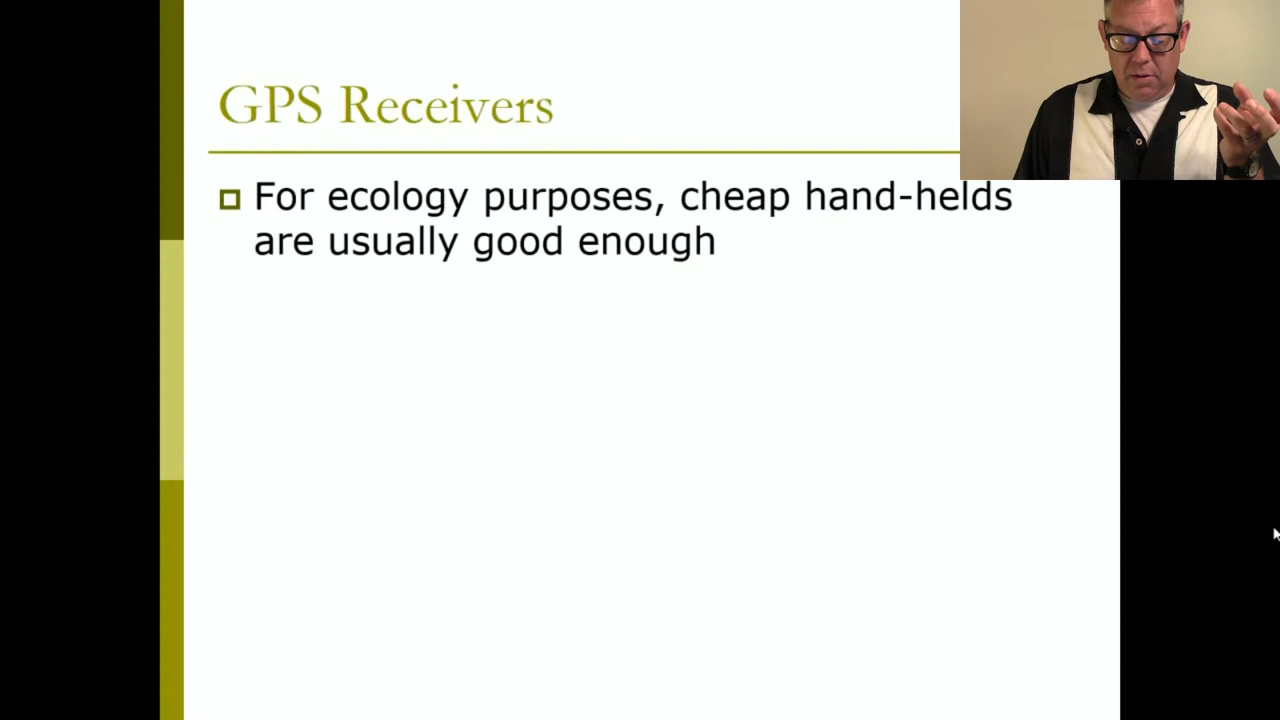 GPS Receivers
For ecology purposes, cheap hand-helds
are usually good enough